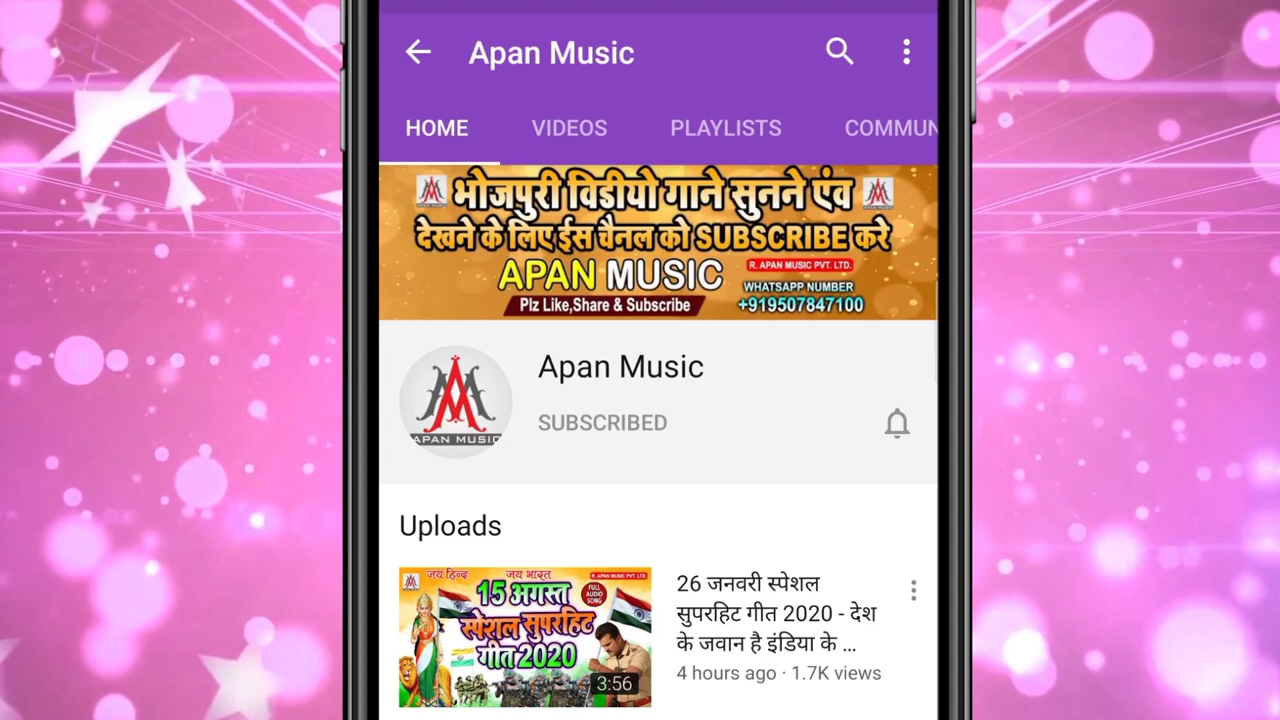 Apan Music
HOME VIDEOS PLAYLISTS COMMUN
भोजपुरी विडीयो गाने सुनने एंव
देखने के लिए ईस चैनल को SUBSCRIBE करे
APAN MUSIC
R. APAN MUSIC PVT. LTD.
WHATSAPP NUMBER
Plz Like,Share & Subscribe
+919507847100
Apan Music
SUBSCRIBED
APAN MUSIC
Uploads
जय हिन्द जय भारत
R. APAN MUSIC PVT. LTD
15 अगस्त
FULL
AUDIO
SONG
स्पेशल सुपरहिट
गीत 2020
3:56
26 जनवरी स्पेशल
सुपरहिट गीत 2020 - देश
के जवान है इंडिया के ...
4 hours ago · 1.7K views